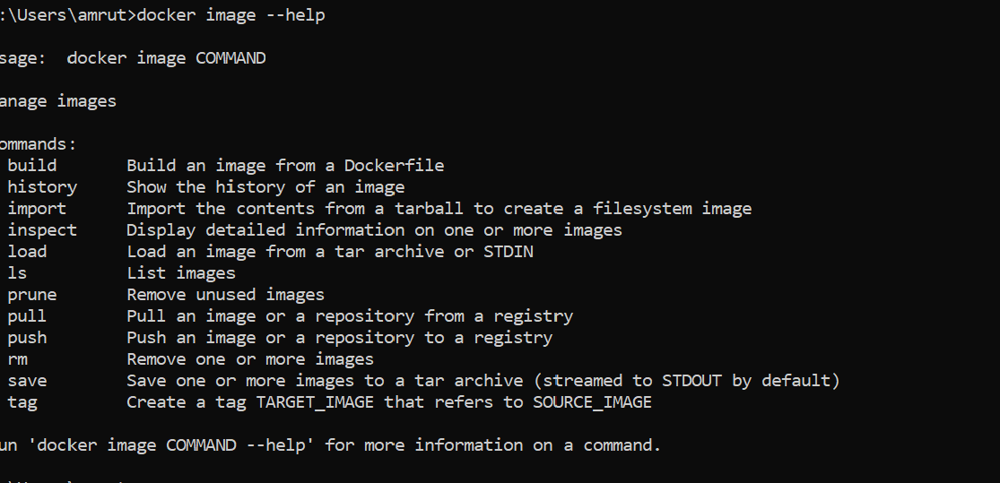 :\Users\amrut>docker image --help
sage:  docker image COMMAND
anage images
ommands:
build       Build an image from a Dockerfile
history     Show the history of an image
import      Import the contents from a tarball to create a filesystem image
inspect     Display detailed information on one or more images
load        Load an image from a tar archive or STDIN
ls          List images
prune       Remove unused images
pull        Pull an image or a repository from a registry
push        Push an image or a repository to a registry
rm          Remove one or more images
save        Save one or more images to a tar archive (streamed to STDOUT by default)
tag         Create a tag TARGET_IMAGE that refers to SOURCE_IMAGE
un 'docker image COMMAND --help' for more information on a command.